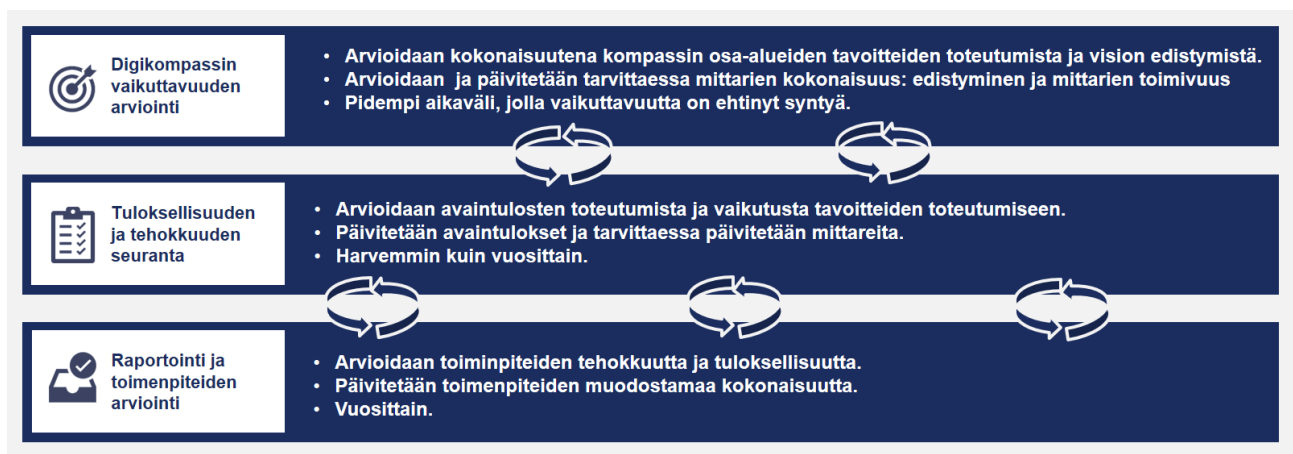 Digikompassin
vaikuttavuuden
arviointi
• Arvioidaan kokonaisuutena kompassin osa-alueiden tavoitteiden toteutumista ja vision edistymistä.
• Arvioidaan ja päivitetään tarvittaessa mittarien kokonaisuus: edistyminen ja mittarien toimivuus
• Pidempi aikaväli, jolla vaikuttavuutta on ehtinyt syntyä.
Tuloksellisuuden
ja tehokkuuden
seuranta
• Arvioidaan avaintulosten toteutumista ja vaikutusta tavoitteiden toteutumiseen.
• Päivitetään avaintulokset ja tarvittaessa päivitetään mittareita.
• Harvemmin kuin vuosittain.
Raportointi ja
toimenpiteiden
arviointi
• Arvioidaan toiminpiteiden tehokkuutta ja tuloksellisuutta.
• Päivitetään toimenpiteiden muodostamaa kokonaisuutta.
• Vuosittain.